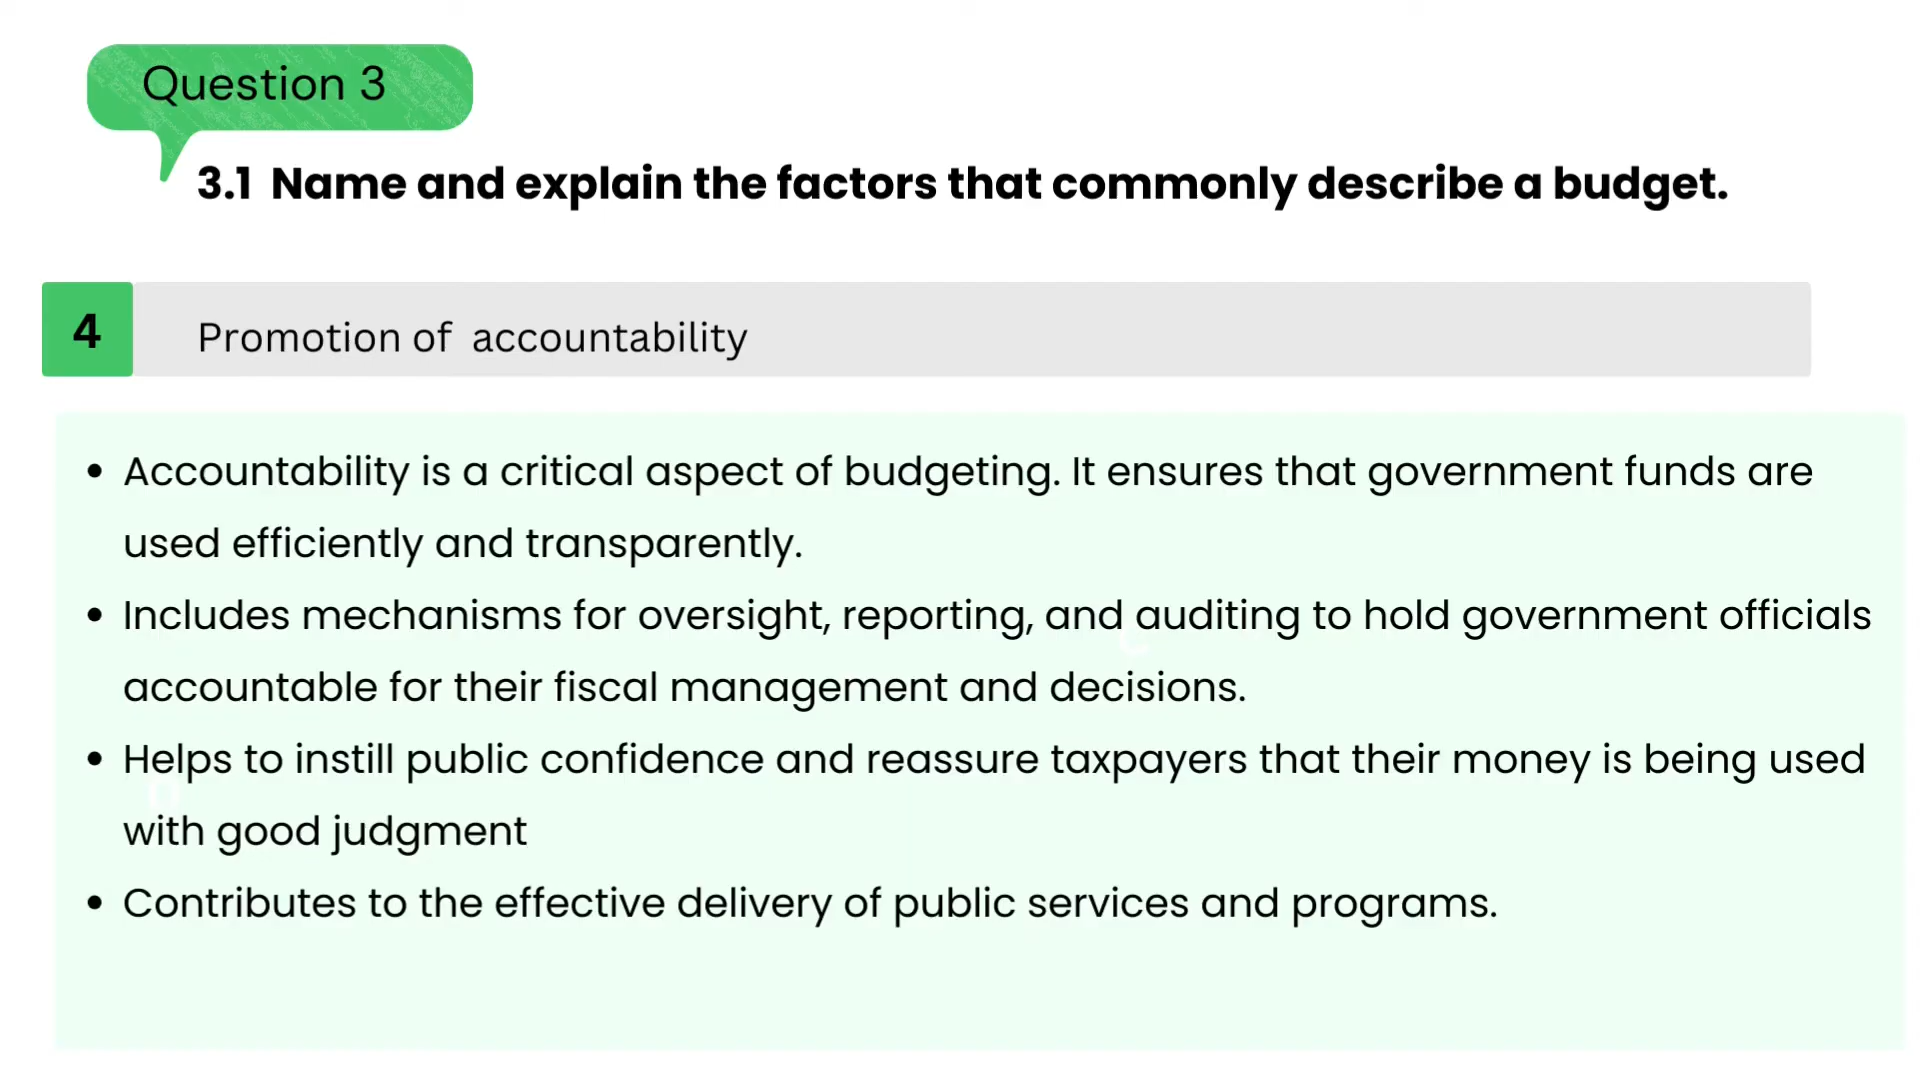 Question 3
3.1 Name and explain the factors that commonly describe a budget.
4
Promotion of accountability
• Accountability is a critical aspect of budgeting. It ensures that government funds are
used efficiently and transparently.
• Includes mechanisms for oversight, reporting, and auditing to hold government officials
accountable for their fiscal management and decisions.
• Helps to instill public confidence and reassure taxpayers that their money is being used
with good judgment
• Contributes to the effective delivery of public services and programs.